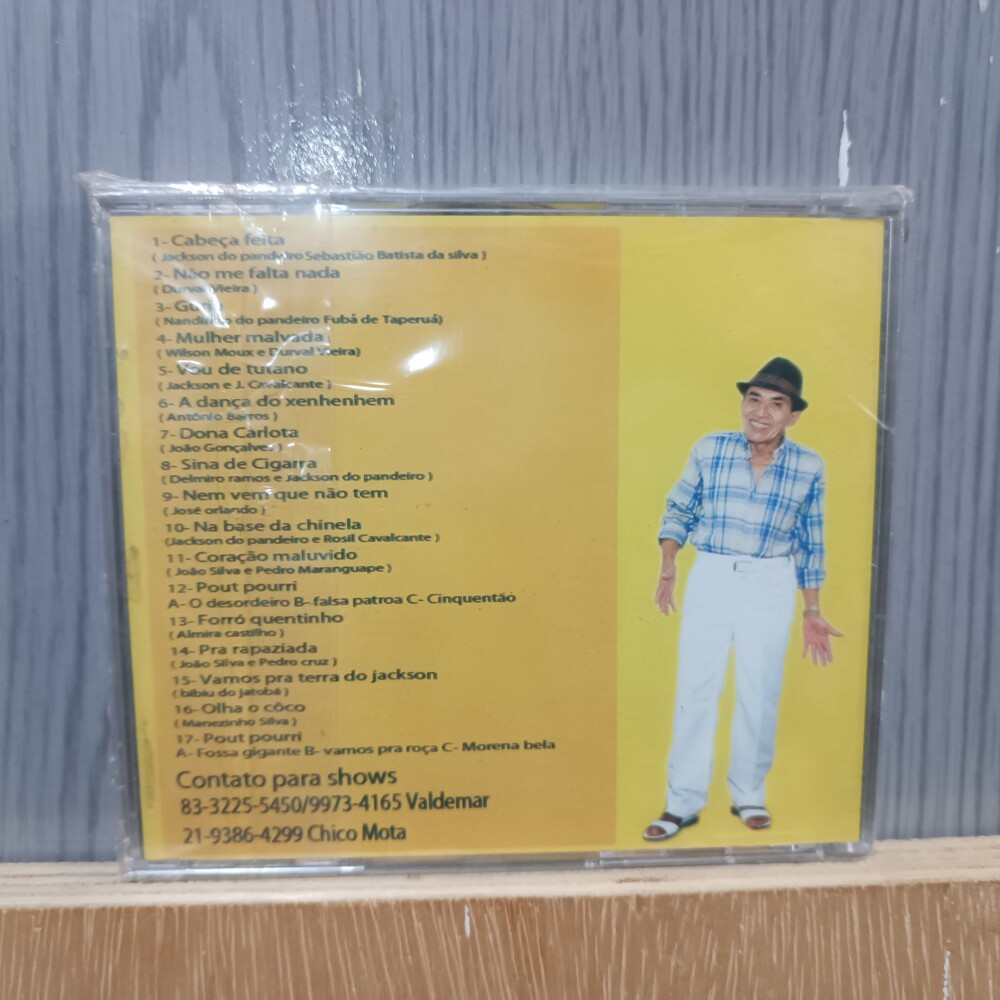 1- Cabeça feita
( Jackson do pandeiro Sebastião Batista da silva )
2- Não me falta nada
( Durval Vieira )
3-
( Nandinho do pandeiro Fubá de Taperuá)
4- Mulher malvada
( Wilson Moux e Durval Vieira)
5- Vou de tutano
( Jackson e J. Cavalcante )
6- A dança do xenhenhem
( Antônio Barros )
7- Dona Carlota
( João Gonçalves )
8- Sina de Cigarra
( Delmiro ramos e Jackson do pandeiro )
9- Nem vem que não tem
( José orlando )
10- Na base da chinela
(Jackson do pandeiro e Rosil Cavalcante )
11- Coração maluvido
( João Silva e Pedro Maranguape )
12- Pout pourri
A- O desordeiro B- falsa patroa C- Cinquentão
13- Forró quentinho
( Almira castilho )
14- Pra rapaziada
( João Silva e Pedro cruz )
15- Vamos pra terra do jackson
( bibiu do jatobá )
16- Olha o côco
( Manezinho Silva )
17- Pout pourri
A- Fossa gigante B- vamos pra roça C- Morena bela
Contato para shows
83-3225-5450/9973-4165 Valdemar
21-9386-4299 Chico Mota